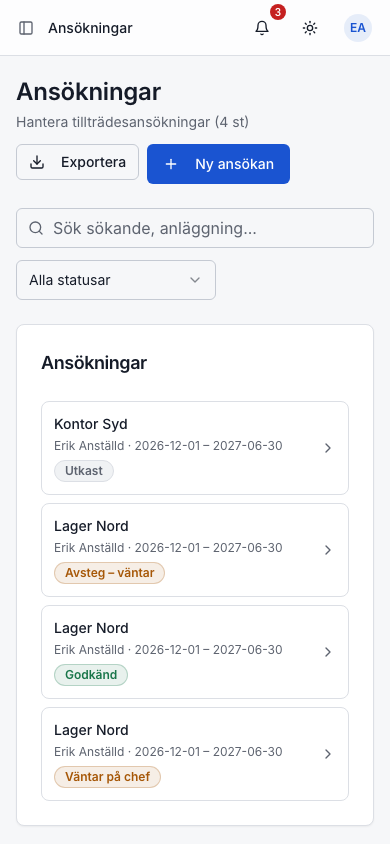 Ansökningar
3
EA
Ansökningar
Hantera tillträdesansökningar (4 st)
Exportera
Ny ansökan
Sök sökande, anläggning...
Alla statusar
Ansökningar
Kontor Syd
Erik Anställd · 2026-12-01 – 2027-06-30
Utkast
Lager Nord
Erik Anställd · 2026-12-01 – 2027-06-30
Avsteg – väntar
Lager Nord
Erik Anställd · 2026-12-01 – 2027-06-30
Godkänd
Lager Nord
Erik Anställd · 2026-12-01 – 2027-06-30
Väntar på chef